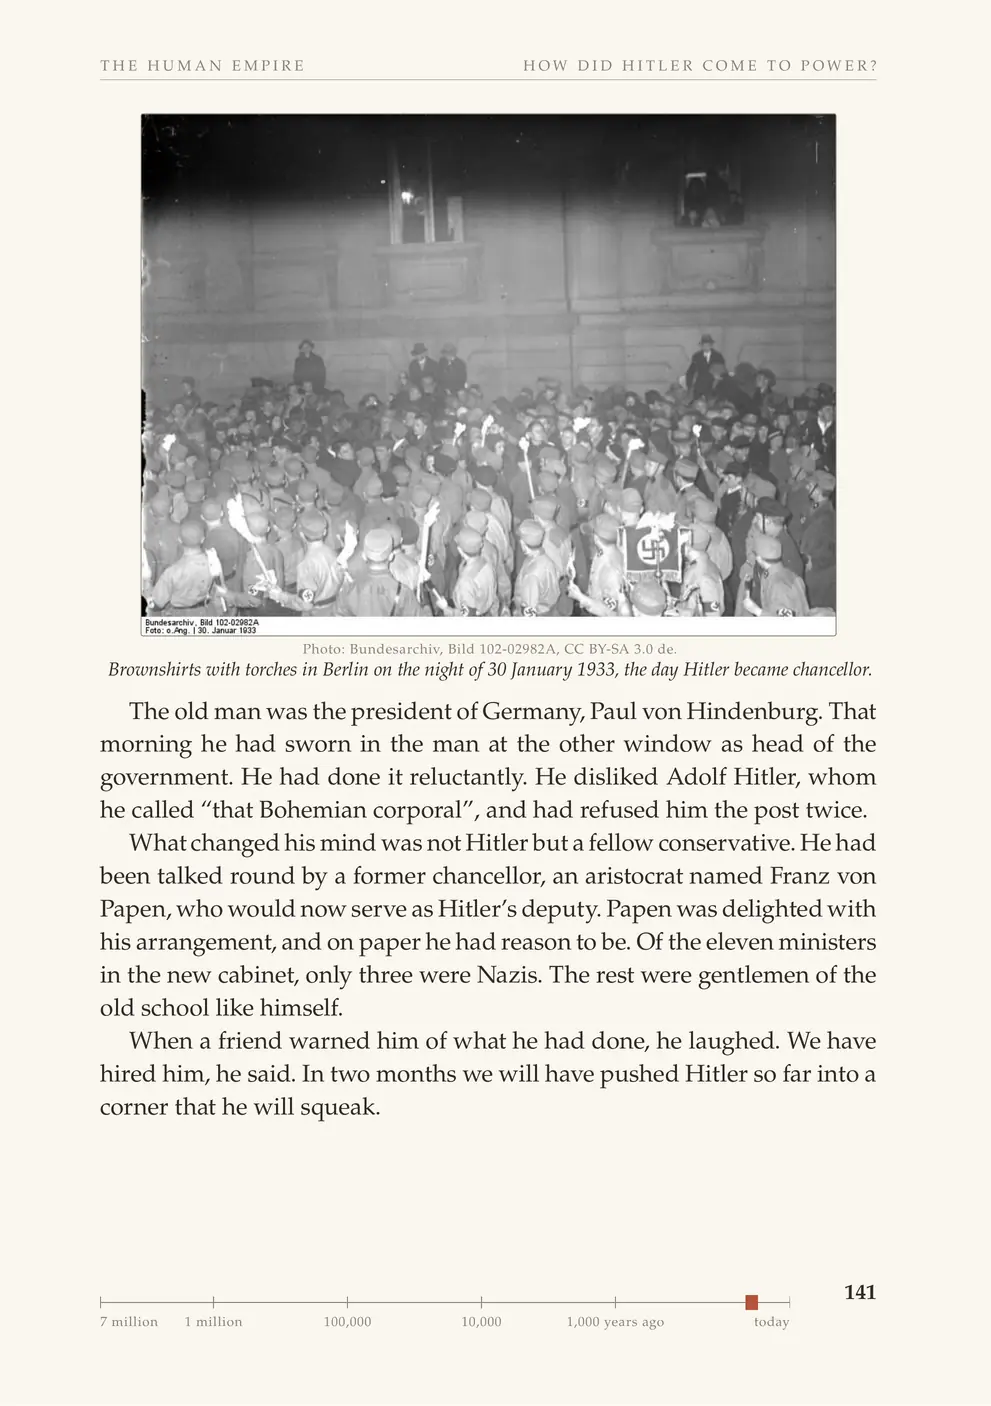 THE HUMAN EMPIRE
HOW DID HITLER COME TO POWER?
Bundesarchiv, Bild 102-02982A
Foto: o.Ang. | 30. Januar 1933
Photo: Bundesarchiv, Bild 102-02982A, CC BY-SA 3.0 de.
Brownshirts with torches in Berlin on the night of 30 January 1933, the day Hitler became chancellor.
The old man was the president of Germany, Paul von Hindenburg. That
morning he had sworn in the man at the other window as head of the
government. He had done it reluctantly. He disliked Adolf Hitler, whom
he called “that Bohemian corporal”, and had refused him the post twice.
What changed his mind was not Hitler but a fellow conservative. He had
been talked round by a former chancellor, an aristocrat named Franz von
Papen, who would now serve as Hitler’s deputy. Papen was delighted with
his arrangement, and on paper he had reason to be. Of the eleven ministers
in the new cabinet, only three were Nazis. The rest were gentlemen of the
old school like himself.
When a friend warned him of what he had done, he laughed. We have
hired him, he said. In two months we will have pushed Hitler so far into a
corner that he will squeak.
141
7 million
1 million
100,000
10,000
1,000 years ago
today